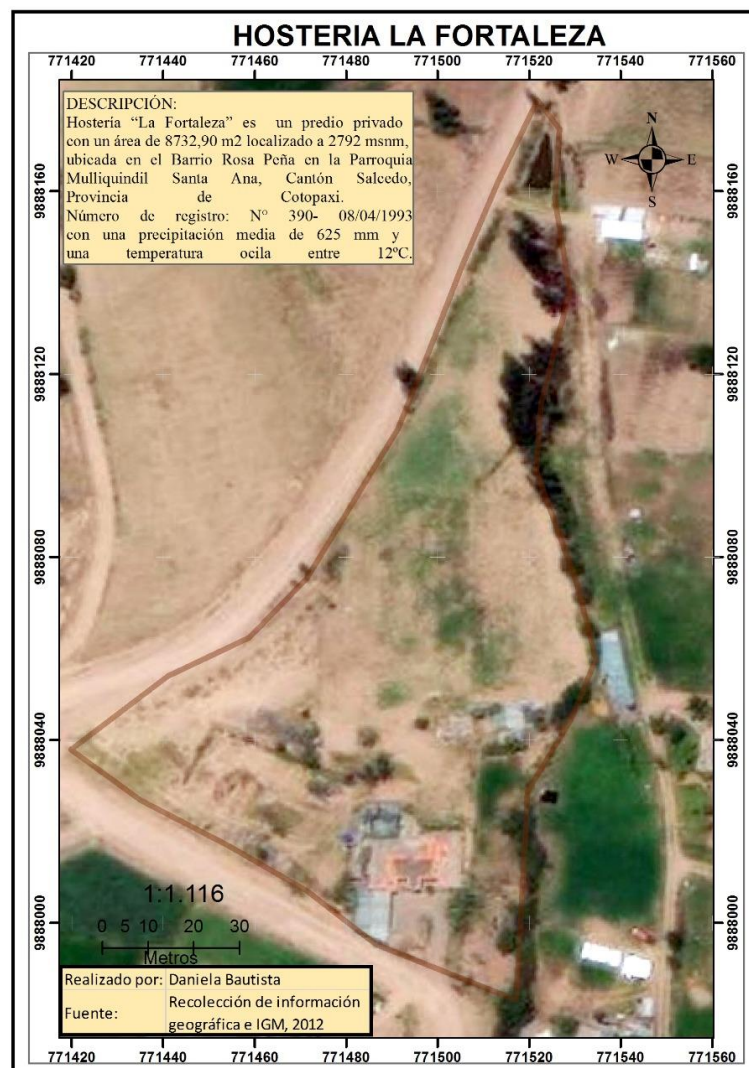 HOSTERIA LA FORTALEZA
771420 771440 771460 771480 771500 771520 771540 771560
DESCRIPCIÓN:
Hostería “La Fortaleza” es un predio privado
con un área de 8732,90 m2 localizado a 2792 msnm,
ubicada en el Barrio Rosa Peña en la Parroquia
Mulliquindil Santa Ana, Cantón Salcedo,
Provincia de Cotopaxi.
Número de registro: N° 390- 08/04/1993
con una precipitación media de 625 mm y
una temperatura ocila entre 12ºC.
N
W E
S
9888160 9888160
9888120 9888120
9888080 9888080
9888040 9888040
9888000 9888000
1:1.116
0 5 10 20 30
Metros
Realizado por: Daniela Bautista
Fuente: Recolección de información
geográfica e IGM, 2012
771420 771440 771460 771480 771500 771520 771540 771560